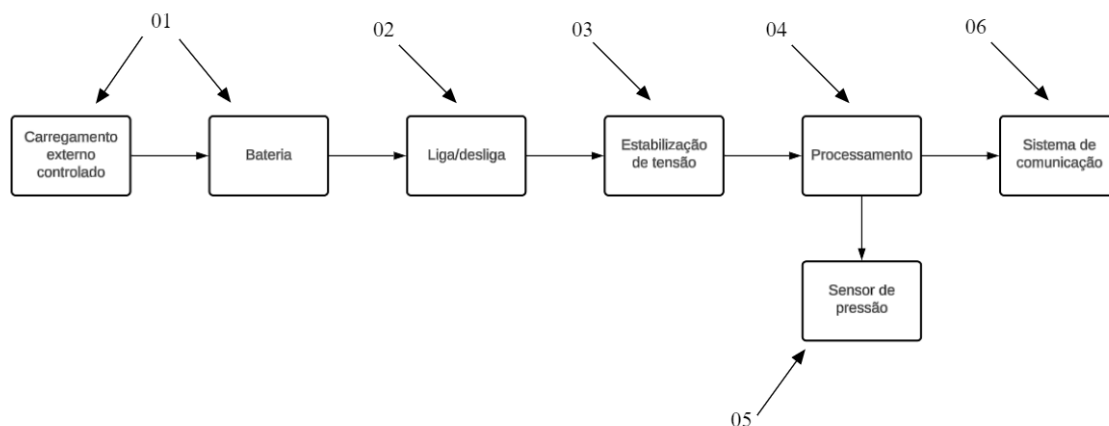 01
02
03
04
06
Carregamento
externo
controlado
Bateria
Liga/desliga
Estabilização
de tensão
Processamento
Sistema de
comunicação
Sensor de
pressão
05